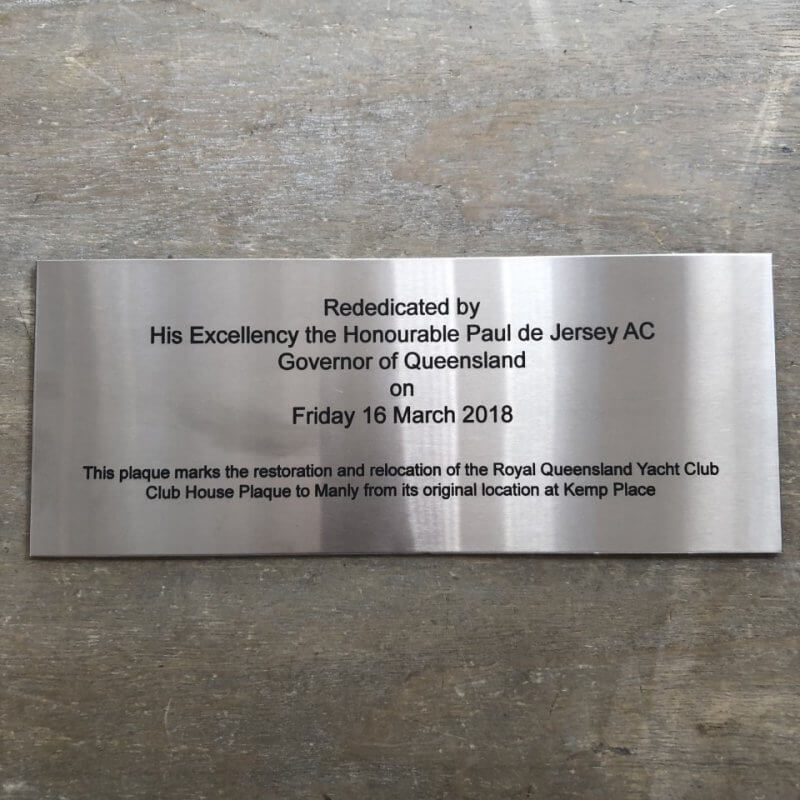 Rededicated by
His Excellency the Honourable Paul de Jersey AC
Governor of Queensland
on
Friday 16 March 2018
This plaque marks the restoration and relocation of the Royal Queensland Yacht Club
Club House Plaque to Manly from its original location at Kemp Place